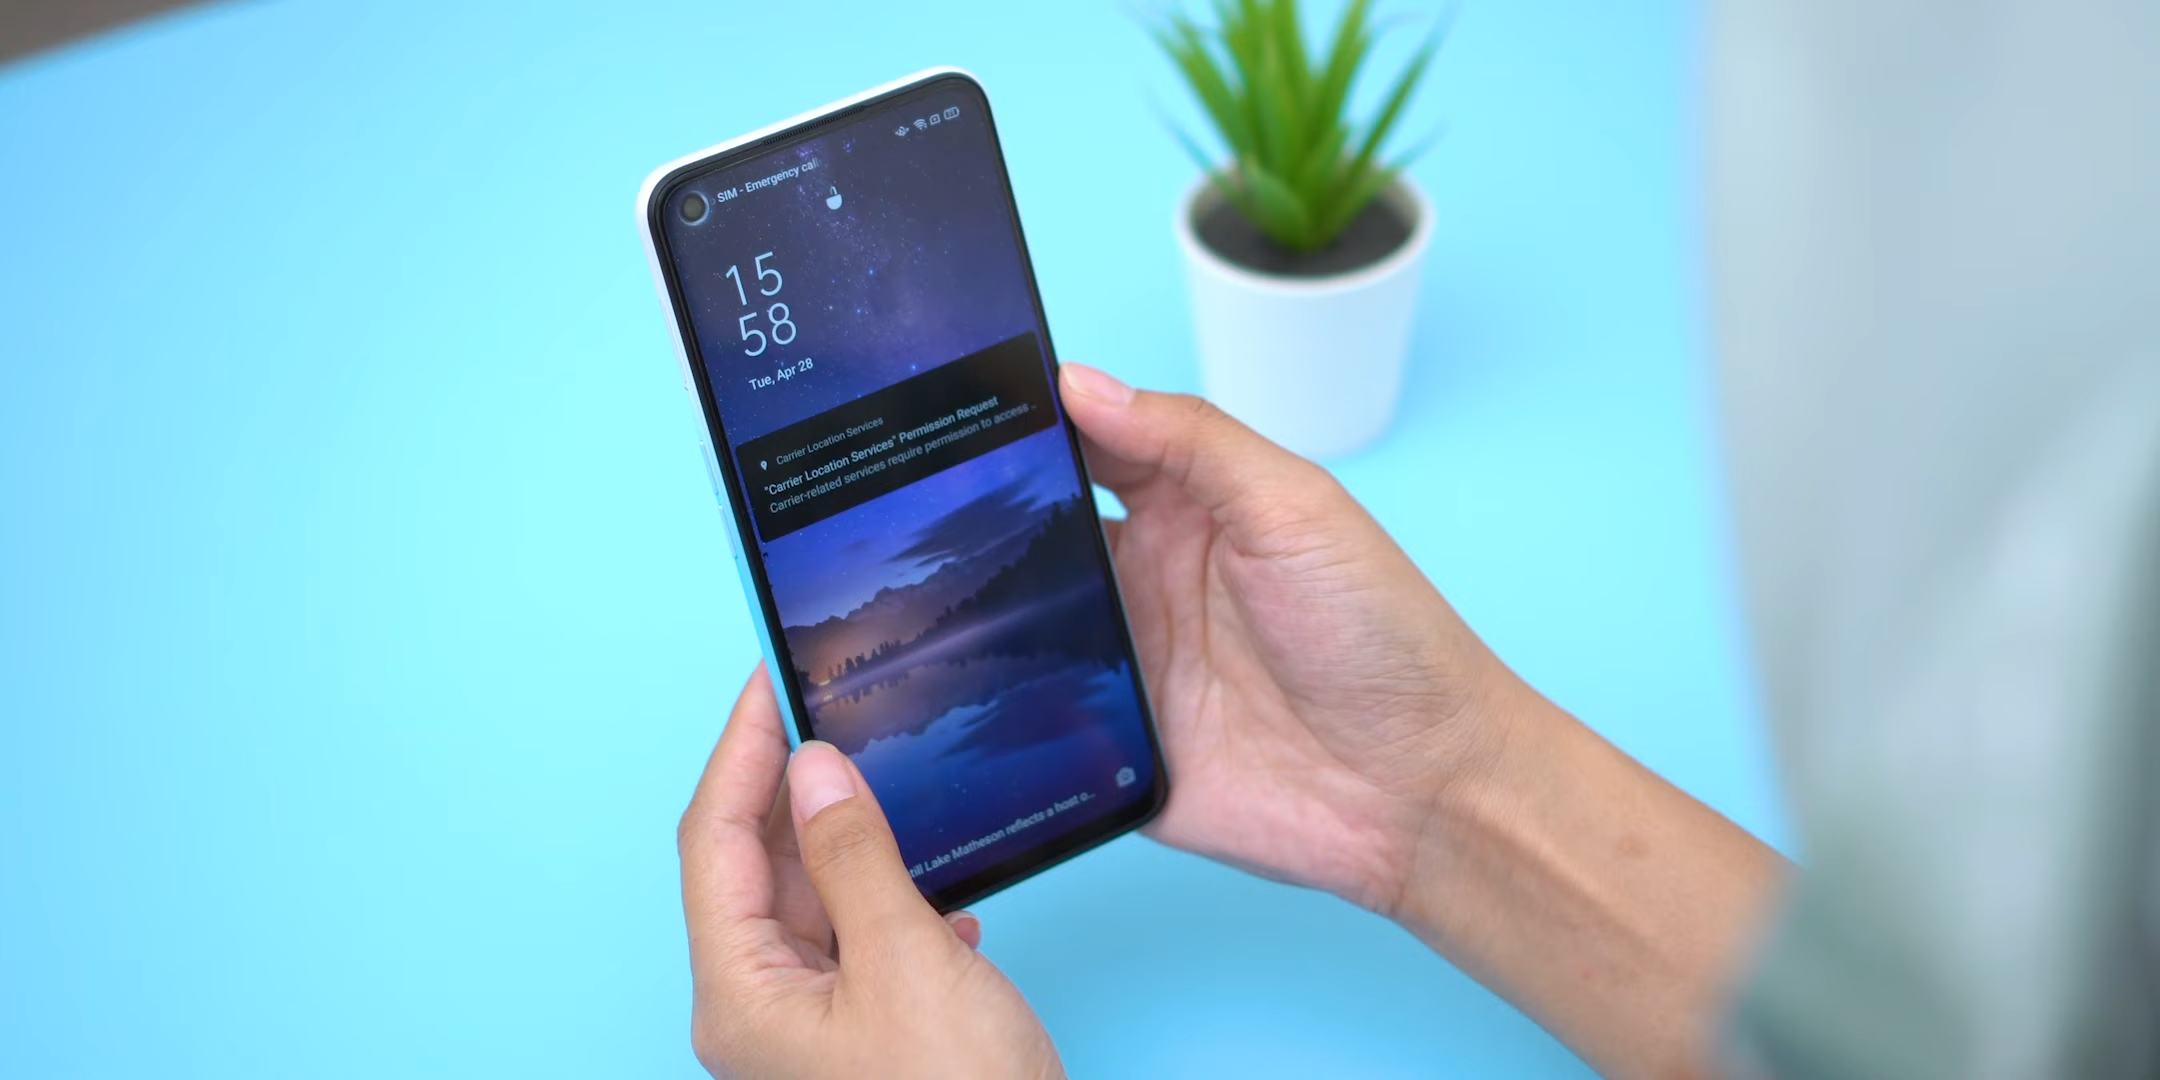 SIM - Emergency call
15
58
Tue, Apr 28
Carrier Location Services
"Carrier Location Services" Permission Request
Carrier-related services require permission to access ..
till Lake Matheson reflects a host o...